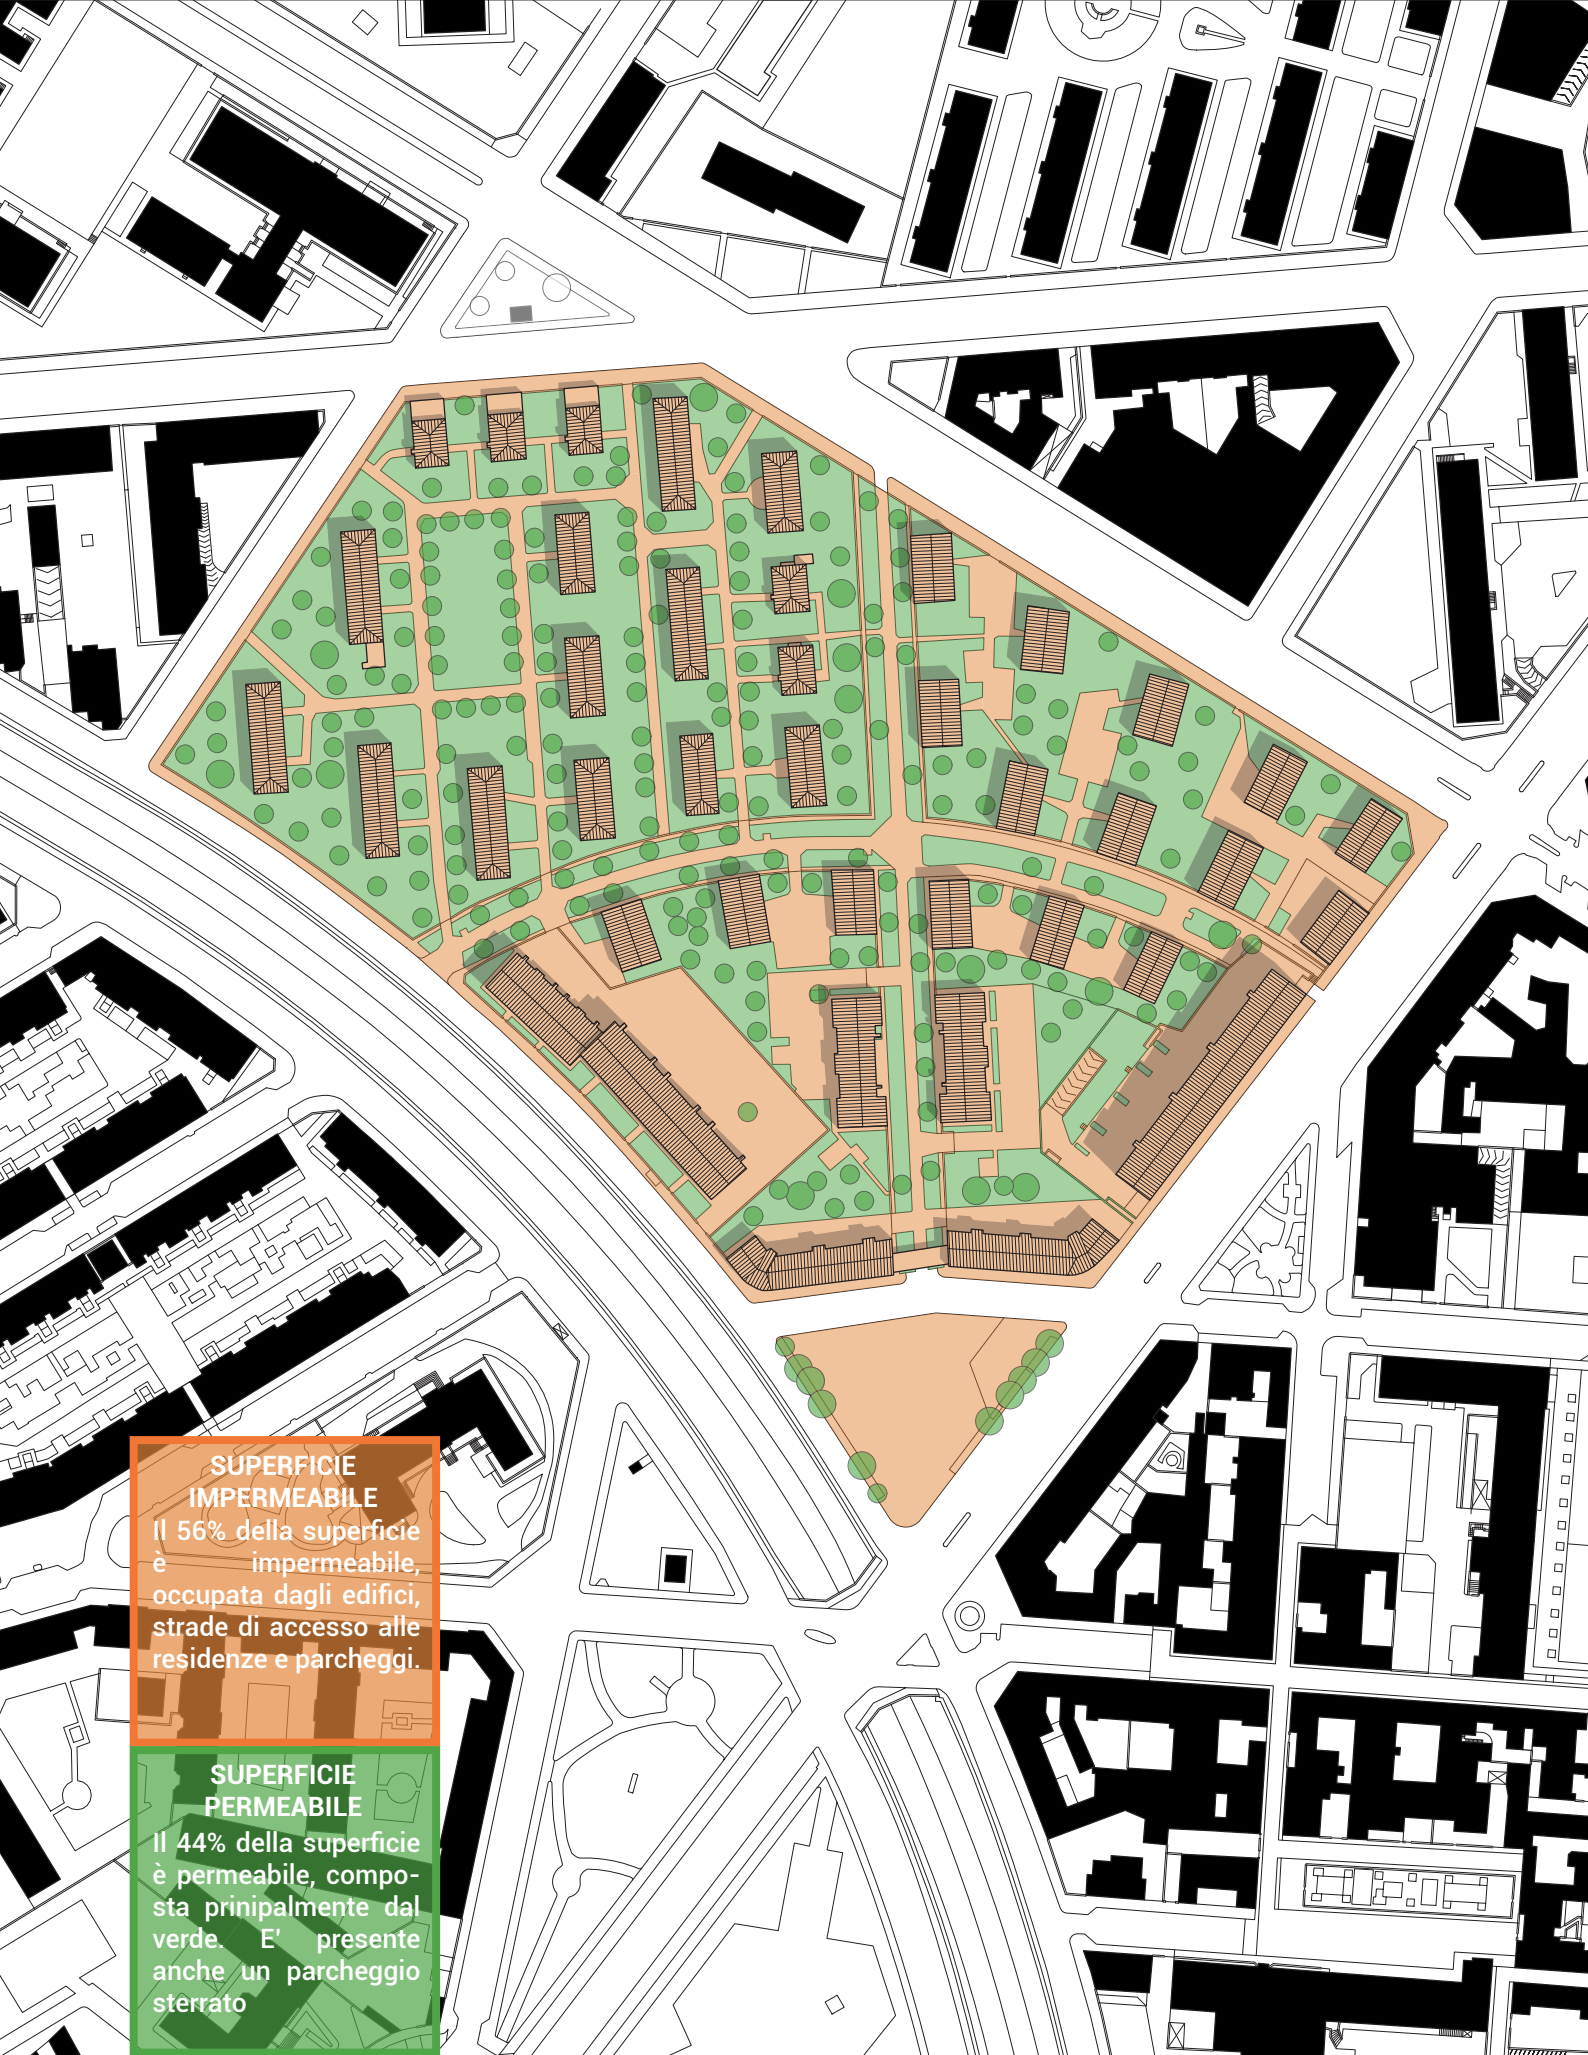 SUPERFICIE
IMPERMEABILE
Il 56% della superficie
è impermeabile,
occupata dagli edifici,
strade di accesso alle
residenze e parcheggi.
SUPERFICIE
PERMEABILE
Il 44% della superficie
è permeabile, compo-
sta prinipalmente dal
verde. E' presente
anche un parcheggio
sterrato